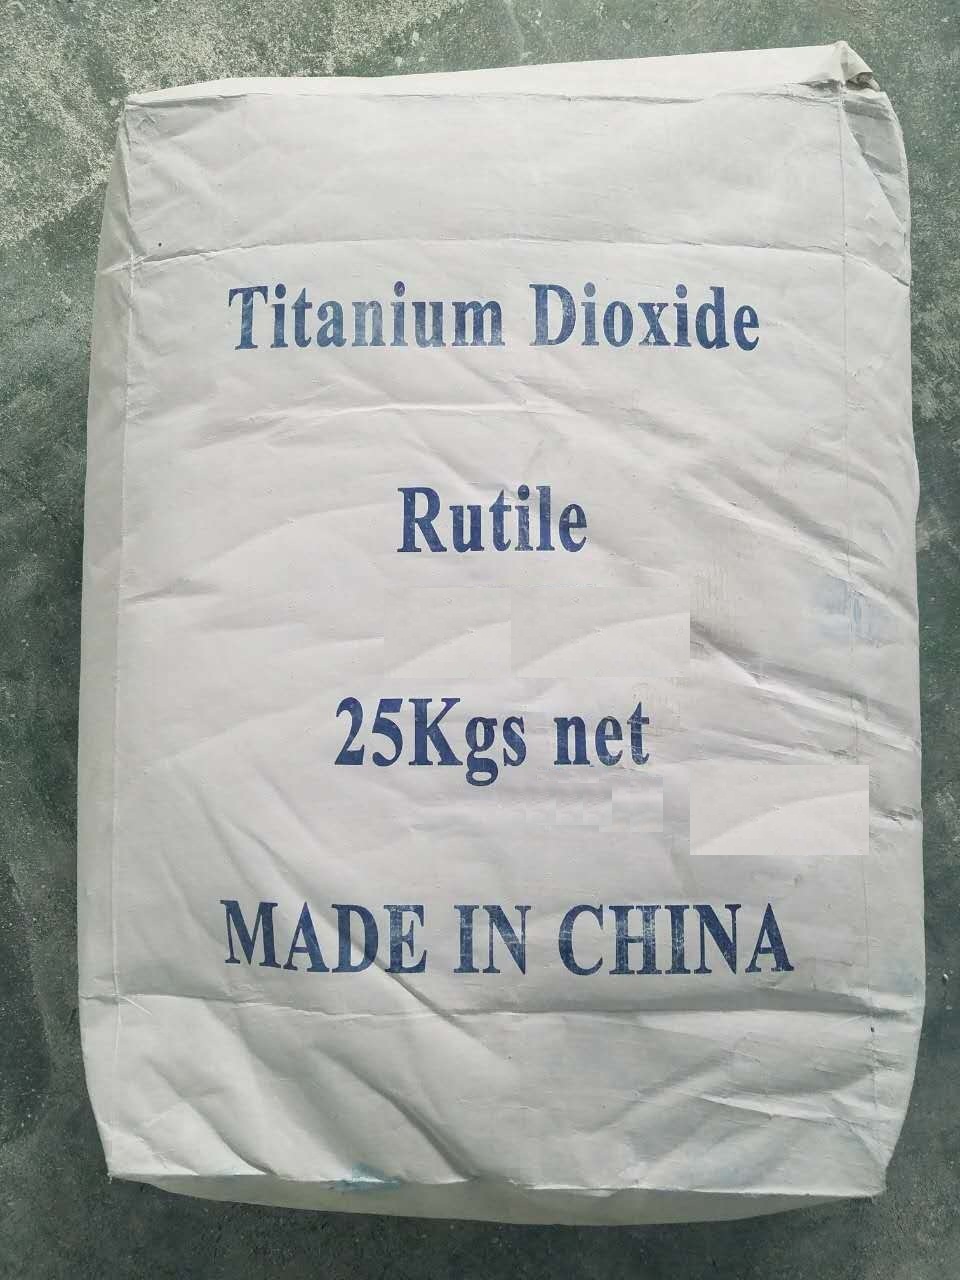 Titanium Dioxide
Rutile
25Kgs net
MADE IN CHINA